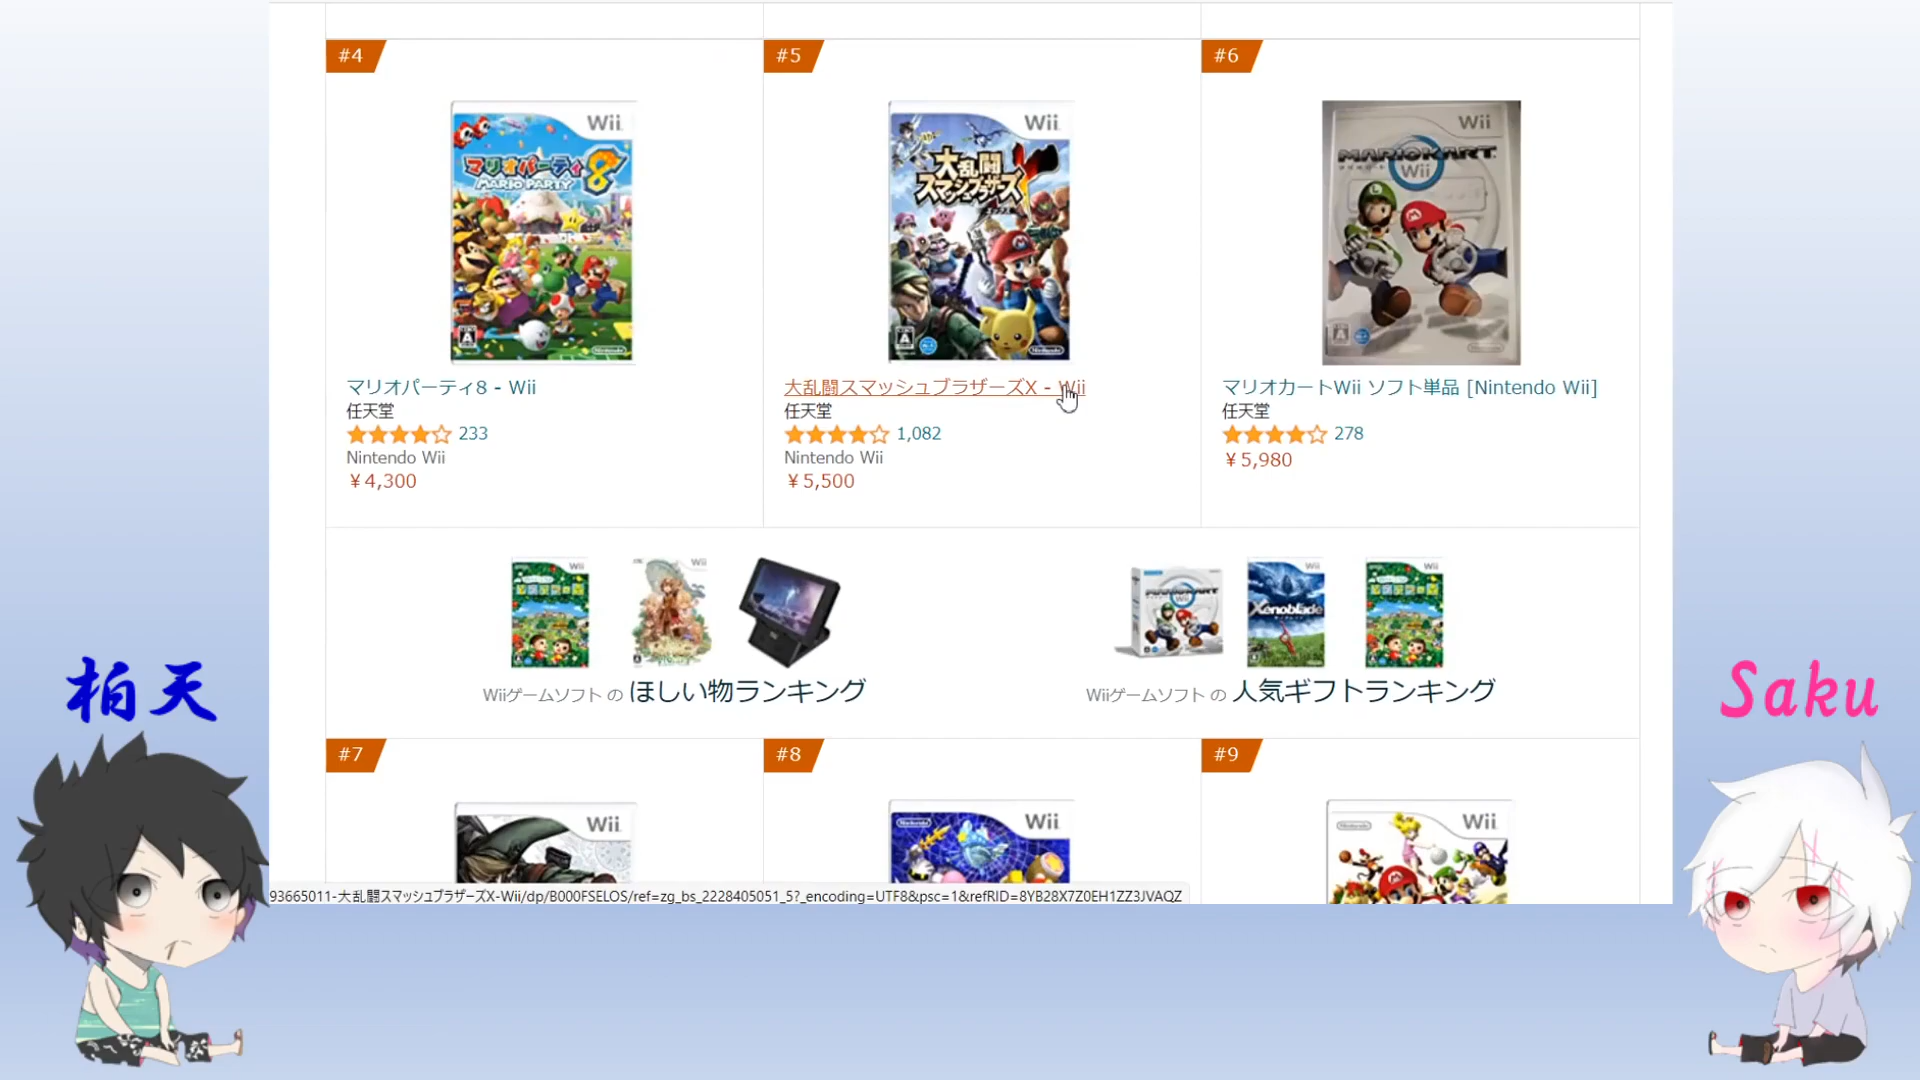 #4
#5
#6
Wii
マリオパーティ8
MARIO PARTY
Wii
大乱闘
スマッシュブラザーズX
Wii
MARIOKART
Wii
マリオパーティ8 - Wii
任天堂
233
Nintendo Wii
￥4,300
大乱闘スマッシュブラザーズX - Wii
任天堂
1,082
Nintendo Wii
￥5,500
マリオカートWii ソフト単品 [Nintendo Wii]
任天堂
278
￥5,980
Wii
Wii
MARIOKART
Wii
Wii
Xenoblade
Wii
Wiiゲームソフト の ほしい物ランキング
Wiiゲームソフト の 人気ギフトランキング
柏天
Saku
#7
#8
#9
Wii
Nintendo
Wii
Nintendo
Wii
93665011-大乱闘スマッシュブラザーズX-Wii/dp/B000FSELOS/ref=zg_bs_2228405051_5?_encoding=UTF8&psc=1&refRID=8YB28X7Z0EH1ZZ3JVAQZ